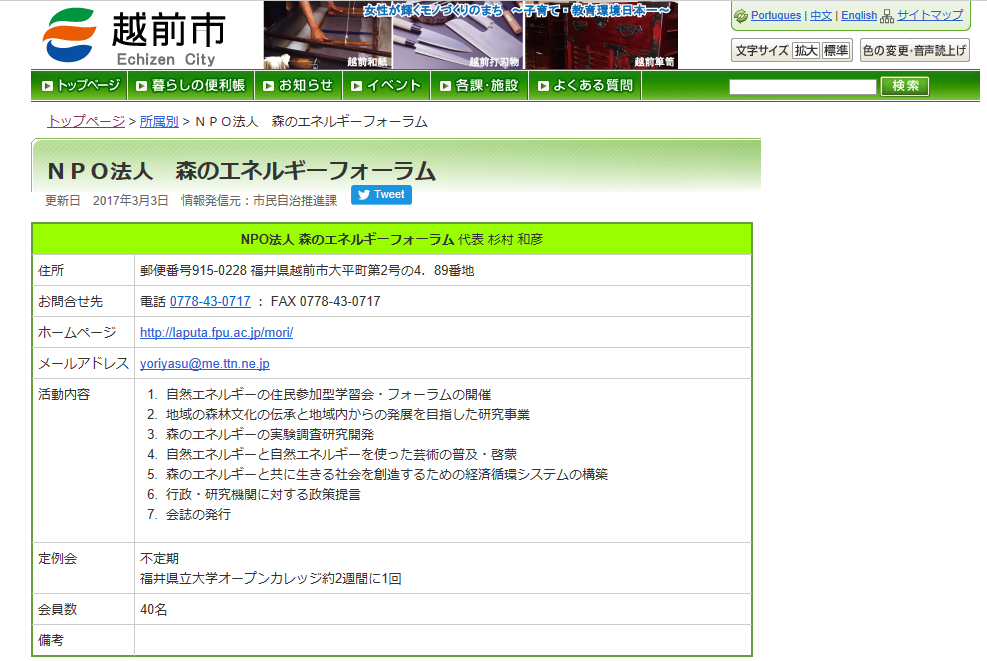 越前市
Echizen City
女性が輝くモノづくりのまち　～子育て・教育環境日本一～
越前和紙
越前打刃物
越前箪笥
Portugues | 中文 | English サイトマップ
文字サイズ 拡大 標準 色の変更・音声読上げ
トップページ 暮らしの便利帳 お知らせ イベント 各課・施設 よくある質問 検索
トップページ > 所属別 > ＮＰＯ法人　森のエネルギーフォーラム
ＮＰＯ法人　森のエネルギーフォーラム
更新日　2017年3月3日　情報発信元：市民自治推進課 Tweet
NPO法人 森のエネルギーフォーラム 代表 杉村 和彦
住所 郵便番号915-0228 福井県越前市大平町第2号の4．89番地
お問合せ先 電話 0778-43-0717 ： FAX 0778-43-0717
ホームページ http://laputa.fpu.ac.jp/mori/
メールアドレス yoriyasu@me.ttn.ne.jp
活動内容 1. 自然エネルギーの住民参加型学習会・フォーラムの開催
2. 地域の森林文化の伝承と地域内からの発展を目指した研究事業
3. 森のエネルギーの実験調査研究開発
4. 自然エネルギーと自然エネルギーを使った芸術の普及・啓蒙
5. 森のエネルギーと共に生きる社会を創造するための経済循環システムの構築
6. 行政・研究機関に対する政策提言
7. 会誌の発行
定例会 不定期
福井県立大学オープンカレッジ約2週間に1回
会員数 40名
備考